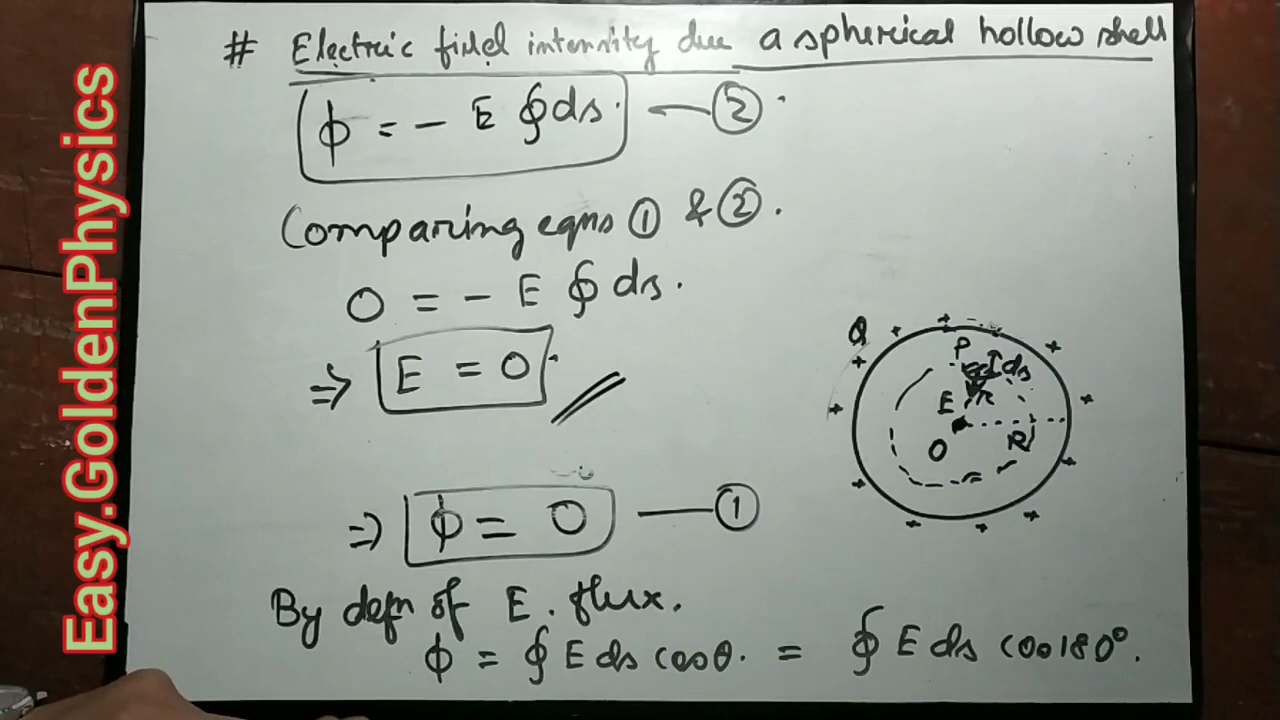 Easy.GoldenPhysics
# Electric field intensity due a spherical hollow shell
ϕ = − E ∮ds. — ②
Comparing eqns ① & ②.
0 = − E ∮ ds.
⇒ E = 0
⇒ ϕ = 0 — ①
By defn of E. flux.
ϕ = ∮ E ds cosθ. = ∮ E ds cos180°.
Q + + + + + + + + + + + +
P ds
E r
O R